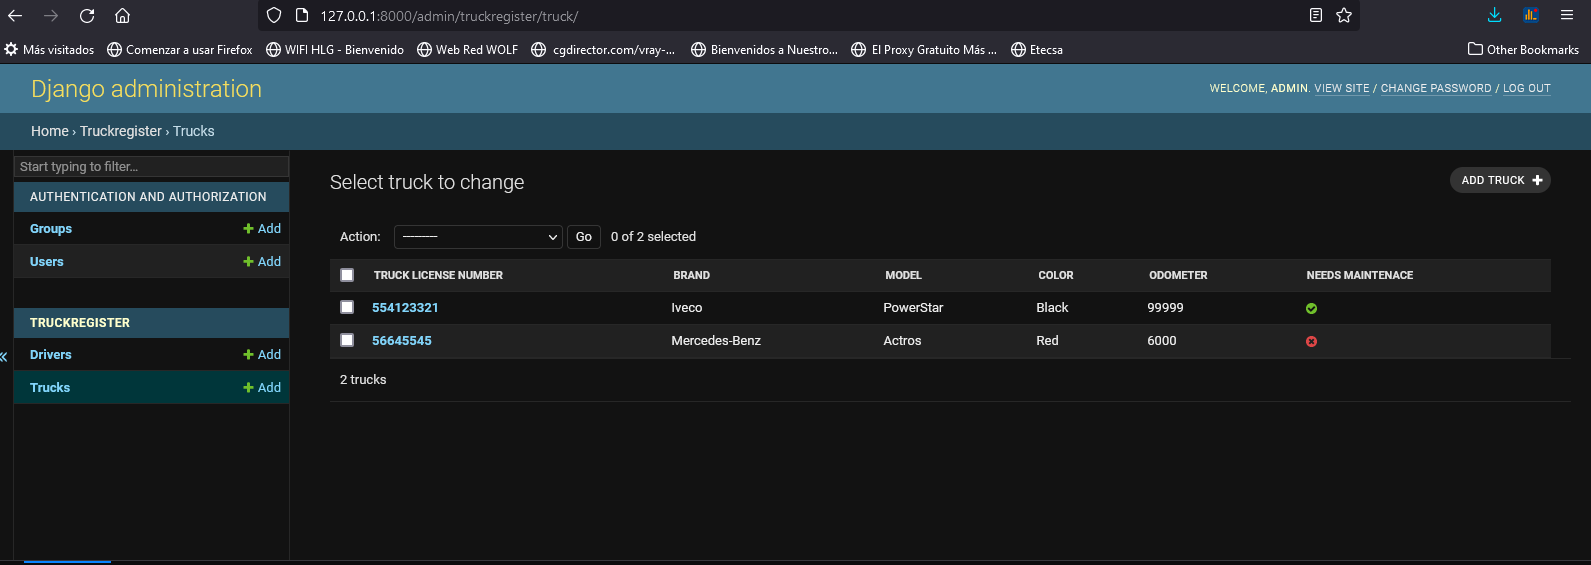 127.0.0.1:8000/admin/truckregister/truck/
Más visitados Comenzar a usar Firefox WIFI HLG - Bienvenido Web Red WOLF cgdirector.com/vray-... Bienvenidos a Nuestro... El Proxy Gratuito Más ... Etecsa Other Bookmarks
Django administration
WELCOME, ADMIN. VIEW SITE / CHANGE PASSWORD / LOG OUT
Home › Truckregister › Trucks
Start typing to filter...
AUTHENTICATION AND AUTHORIZATION
Groups + Add
Users + Add
TRUCKREGISTER
Drivers + Add
Trucks + Add
«
Select truck to change
ADD TRUCK +
Action: --------- Go 0 of 2 selected
TRUCK LICENSE NUMBER BRAND MODEL COLOR ODOMETER NEEDS MAINTENACE
554123321 Iveco PowerStar Black 99999
56645545 Mercedes-Benz Actros Red 6000
2 trucks